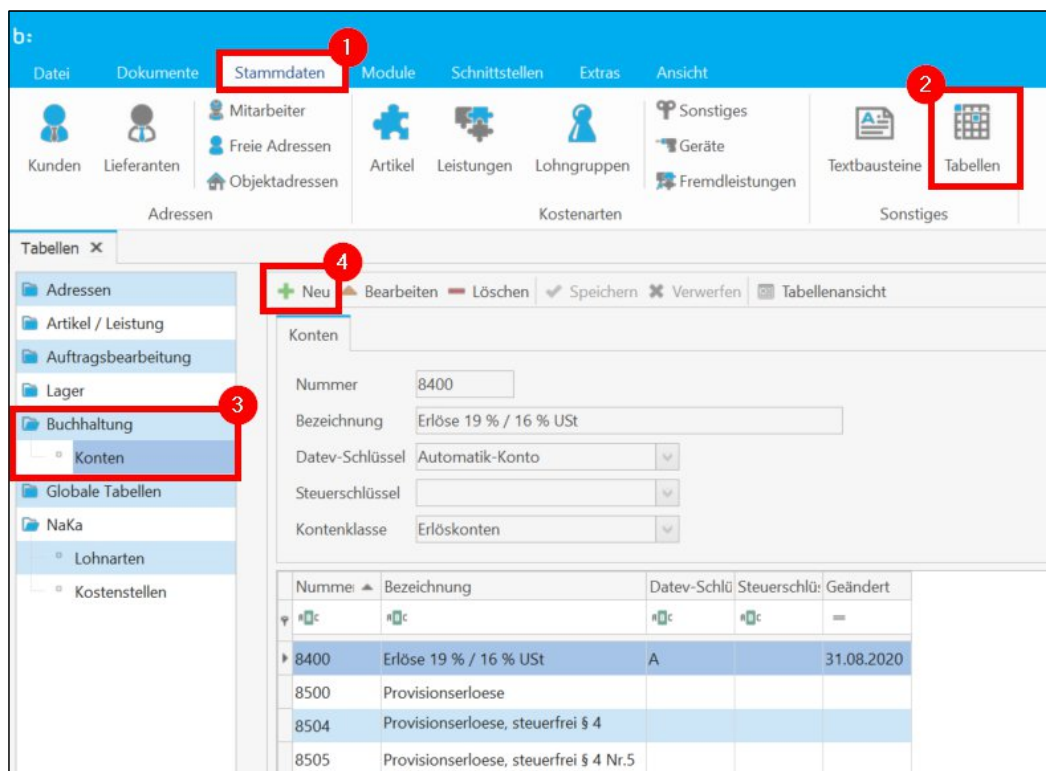 b:
1
Datei Dokumente Stammdaten Module Schnittstellen Extras Ansicht
2
Kunden
Lieferanten
Mitarbeiter
Freie Adressen
Objektadressen
Adressen
Artikel
Leistungen
Lohngruppen
Sonstiges
Geräte
Fremdleistungen
Kostenarten
Textbausteine
Tabellen
Sonstiges
Tabellen
Adressen
Artikel / Leistung
Auftragsbearbeitung
Lager
3
Buchhaltung
Konten
Globale Tabellen
NaKa
Lohnarten
Kostenstellen
4
Neu Bearbeiten Löschen Speichern Verwerfen Tabellenansicht
Konten
Nummer 8400
Bezeichnung Erlöse 19 % / 16 % USt
Datev-Schlüssel Automatik-Konto
Steuerschlüssel
Kontenklasse Erlöskonten
Numme Bezeichnung Datev-Schlü Steuerschlü Geändert
8400 Erlöse 19 % / 16 % USt A 31.08.2020
8500 Provisionserloese
8504 Provisionserloese, steuerfrei § 4
8505 Provisionserloese, steuerfrei § 4 Nr.5